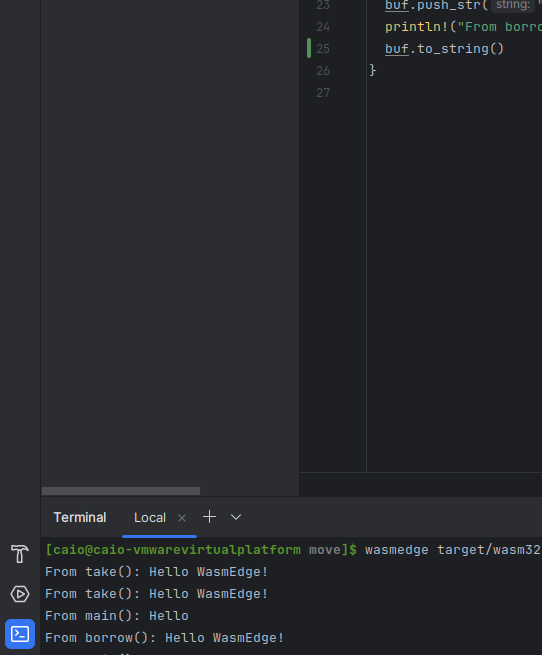 23 buf.push_str( string: "
24 println!("From borro
25 buf.to_string()
26 }
27
Terminal Local × + 
[caio@caio-vmwarevirtualplatform move]$ wasmedge target/wasm32
From take(): Hello WasmEdge!
From take(): Hello WasmEdge!
From main(): Hello
From borrow(): Hello WasmEdge!